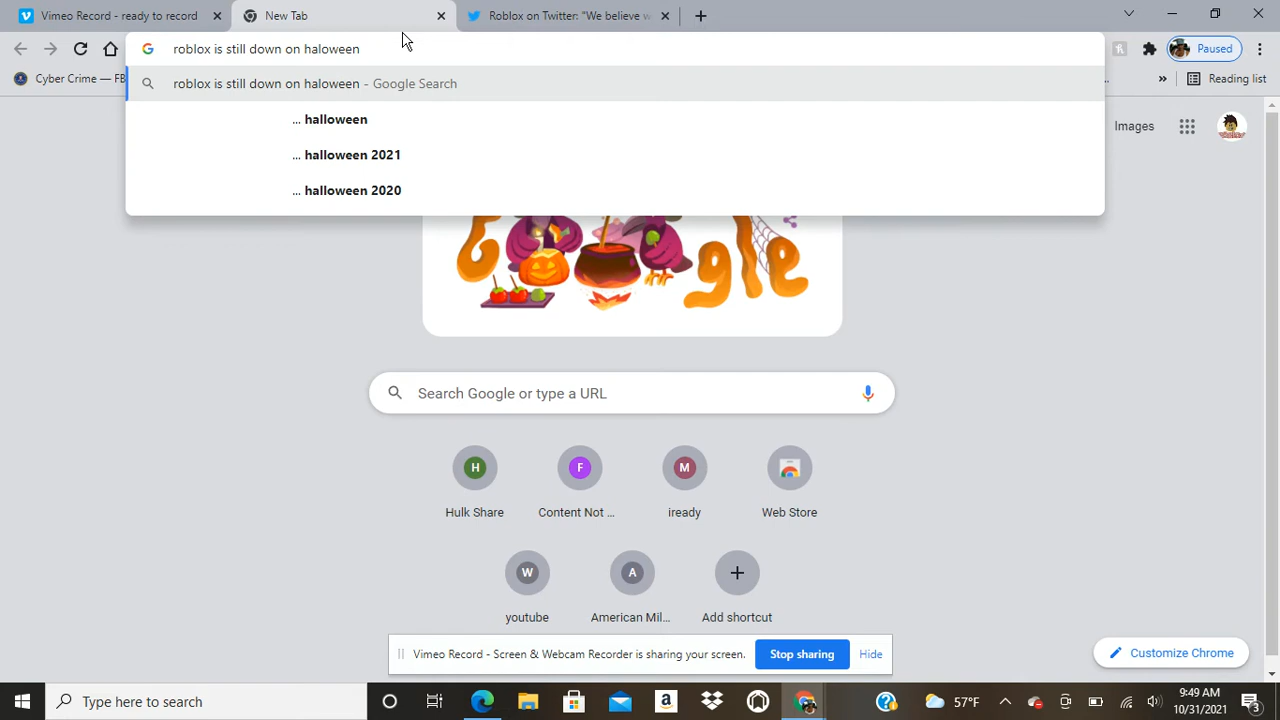 Vimeo Record - ready to record
New Tab
Roblox on Twitter: "We believe w
roblox is still down on haloween
Paused
Cyber Crime — FB
Reading list
roblox is still down on haloween - Google Search
... halloween
... halloween 2021
... halloween 2020
Images
Google
Search Google or type a URL
H
F
M
Hulk Share
Content Not ...
iready
Web Store
W
A
youtube
American Mil...
Add shortcut
Vimeo Record - Screen & Webcam Recorder is sharing your screen.
Stop sharing
Hide
Customize Chrome
Type here to search
57°F
9:49 AM
10/31/2021
3